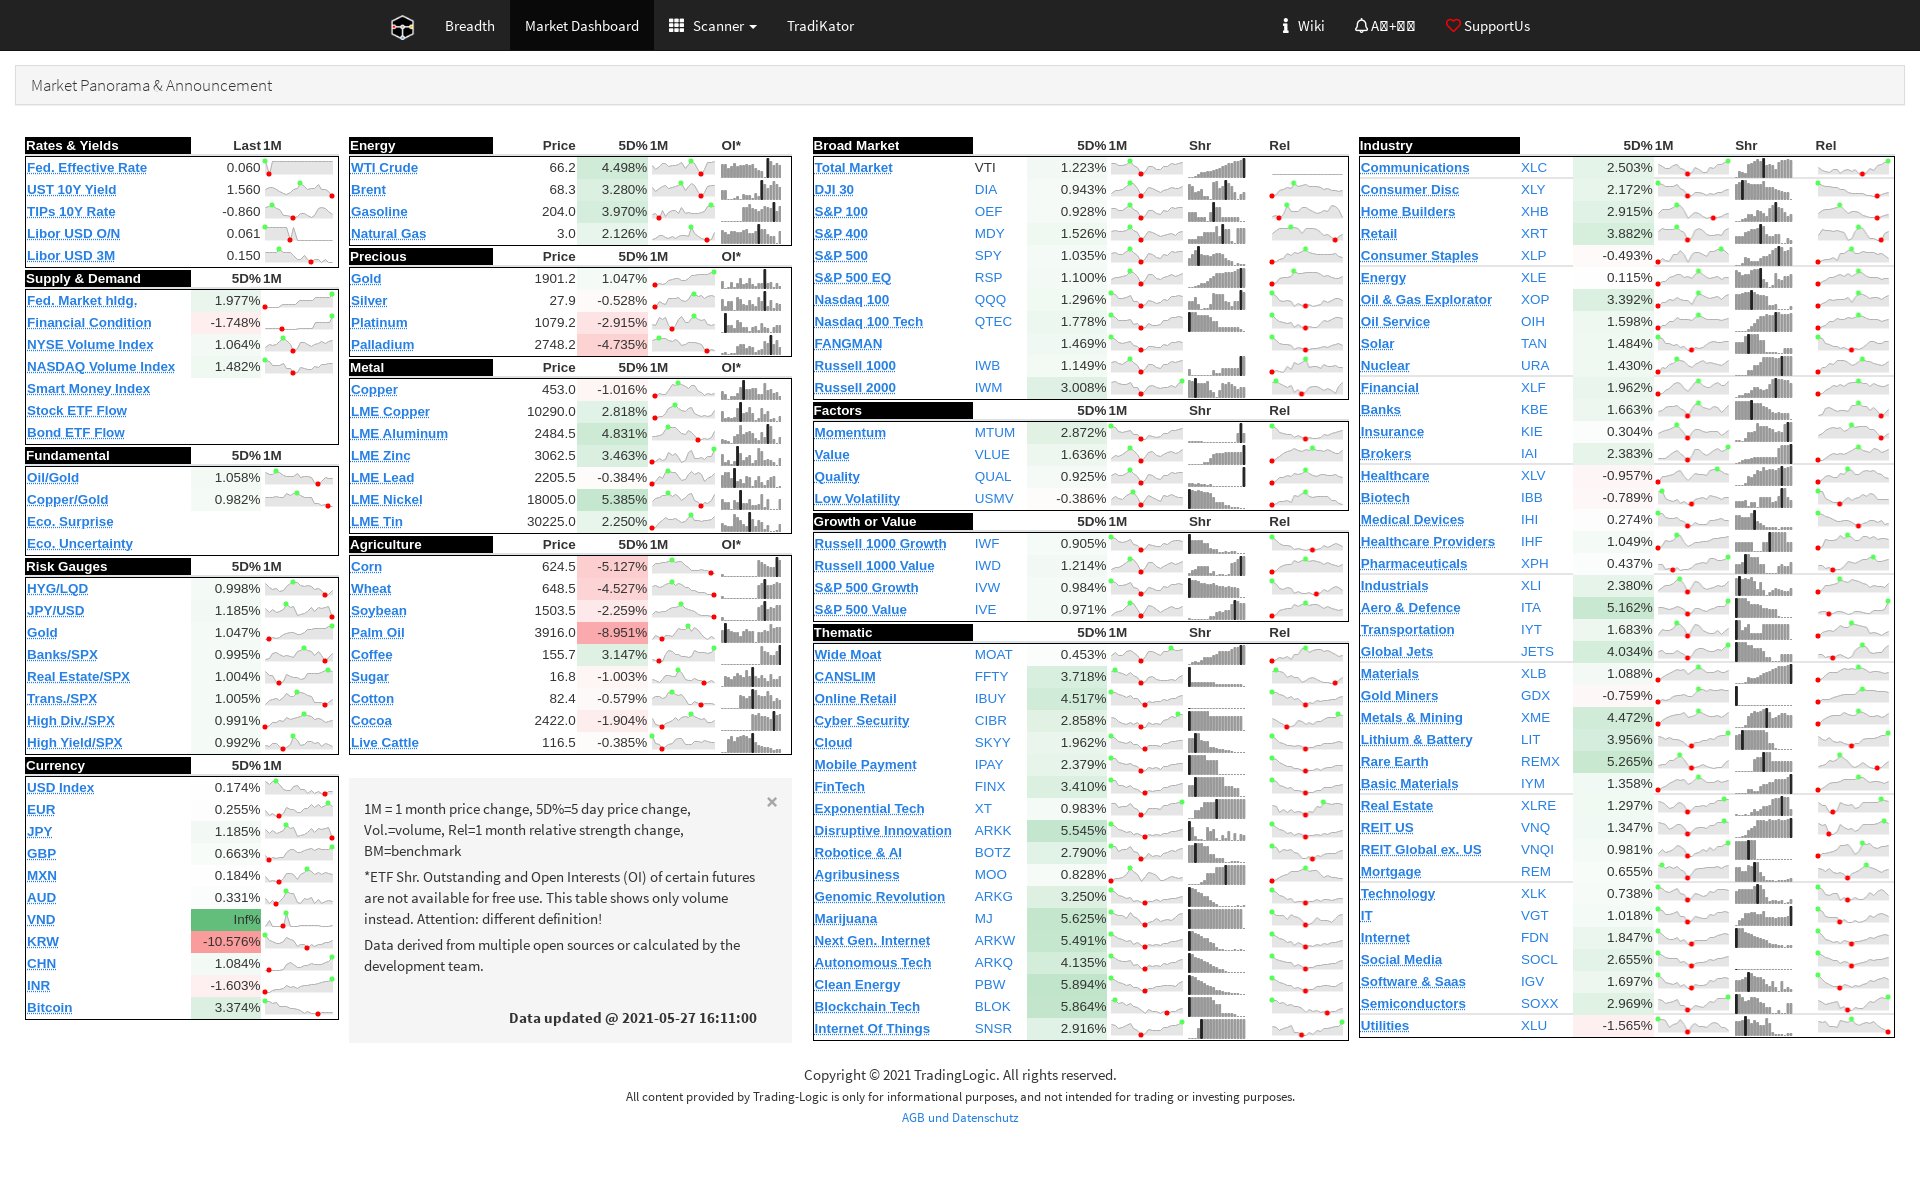 Breadth Market Dashboard Scanner TradiKator Wiki SupportUs
Market Panorama & Announcement
Rates & Yields Last 1M
Fed. Effective Rate 0.060
UST 10Y Yield 1.560
TIPs 10Y Rate -0.860
Libor USD O/N 0.061
Libor USD 3M 0.150
Supply & Demand 5D% 1M
Fed. Market hldg. 1.977%
Financial Condition -1.748%
NYSE Volume Index 1.064%
NASDAQ Volume Index 1.482%
Smart Money Index
Stock ETF Flow
Bond ETF Flow
Fundamental 5D% 1M
Oil/Gold 1.058%
Copper/Gold 0.982%
Eco. Surprise
Eco. Uncertainty
Risk Gauges 5D% 1M
HYG/LQD 0.998%
JPY/USD 1.185%
Gold 1.047%
Banks/SPX 0.995%
Real Estate/SPX 1.004%
Trans./SPX 1.005%
High Div./SPX 0.991%
High Yield/SPX 0.992%
Currency 5D% 1M
USD Index 0.174%
EUR 0.255%
JPY 1.185%
GBP 0.663%
MXN 0.184%
AUD 0.331%
VND Inf%
KRW -10.576%
CHN 1.084%
INR -1.603%
Bitcoin 3.374%
Energy Price 5D% 1M OI*
WTI Crude 66.2 4.498%
Brent 68.3 3.280%
Gasoline 204.0 3.970%
Natural Gas 3.0 2.126%
Precious Price 5D% 1M OI*
Gold 1901.2 1.047%
Silver 27.9 -0.528%
Platinum 1079.2 -2.915%
Palladium 2748.2 -4.735%
Metal Price 5D% 1M OI*
Copper 453.0 -1.016%
LME Copper 10290.0 2.818%
LME Aluminum 2484.5 4.831%
LME Zinc 3062.5 3.463%
LME Lead 2205.5 -0.384%
LME Nickel 18005.0 5.385%
LME Tin 30225.0 2.250%
Agriculture Price 5D% 1M OI*
Corn 624.5 -5.127%
Wheat 648.5 -4.527%
Soybean 1503.5 -2.259%
Palm Oil 3916.0 -8.951%
Coffee 155.7 3.147%
Sugar 16.8 -1.003%
Cotton 82.4 -0.579%
Cocoa 2422.0 -1.904%
Live Cattle 116.5 -0.385%
×
1M = 1 month price change, 5D%=5 day price change,
Vol.=volume, Rel=1 month relative strength change,
BM=benchmark
*ETF Shr. Outstanding and Open Interests (OI) of certain futures
are not available for free use. This table shows only volume
instead. Attention: different definition!
Data derived from multiple open sources or calculated by the
development team.
Data updated @ 2021-05-27 16:11:00
Broad Market 5D% 1M Shr Rel
Total Market VTI 1.223%
DJI 30 DIA 0.943%
S&P 100 OEF 0.928%
S&P 400 MDY 1.526%
S&P 500 SPY 1.035%
S&P 500 EQ RSP 1.100%
Nasdaq 100 QQQ 1.296%
Nasdaq 100 Tech QTEC 1.778%
FANGMAN 1.469%
Russell 1000 IWB 1.149%
Russell 2000 IWM 3.008%
Factors 5D% 1M Shr Rel
Momentum MTUM 2.872%
Value VLUE 1.636%
Quality QUAL 0.925%
Low Volatility USMV -0.386%
Growth or Value 5D% 1M Shr Rel
Russell 1000 Growth IWF 0.905%
Russell 1000 Value IWD 1.214%
S&P 500 Growth IVW 0.984%
S&P 500 Value IVE 0.971%
Thematic 5D% 1M Shr Rel
Wide Moat MOAT 0.453%
CANSLIM FFTY 3.718%
Online Retail IBUY 4.517%
Cyber Security CIBR 2.858%
Cloud SKYY 1.962%
Mobile Payment IPAY 2.379%
FinTech FINX 3.410%
Exponential Tech XT 0.983%
Disruptive Innovation ARKK 5.545%
Robotice & AI BOTZ 2.790%
Agribusiness MOO 0.828%
Genomic Revolution ARKG 3.250%
Marijuana MJ 5.625%
Next Gen. Internet ARKW 5.491%
Autonomous Tech ARKQ 4.135%
Clean Energy PBW 5.894%
Blockchain Tech BLOK 5.864%
Internet Of Things SNSR 2.916%
Industry 5D% 1M Shr Rel
Communications XLC 2.503%
Consumer Disc XLY 2.172%
Home Builders XHB 2.915%
Retail XRT 3.882%
Consumer Staples XLP -0.493%
Energy XLE 0.115%
Oil & Gas Explorator XOP 3.392%
Oil Service OIH 1.598%
Solar TAN 1.484%
Nuclear URA 1.430%
Financial XLF 1.962%
Banks KBE 1.663%
Insurance KIE 0.304%
Brokers IAI 2.383%
Healthcare XLV -0.957%
Biotech IBB -0.789%
Medical Devices IHI 0.274%
Healthcare Providers IHF 1.049%
Pharmaceuticals XPH 0.437%
Industrials XLI 2.380%
Aero & Defence ITA 5.162%
Transportation IYT 1.683%
Global Jets JETS 4.034%
Materials XLB 1.088%
Gold Miners GDX -0.759%
Metals & Mining XME 4.472%
Lithium & Battery LIT 3.956%
Rare Earth REMX 5.265%
Basic Materials IYM 1.358%
Real Estate XLRE 1.297%
REIT US VNQ 1.347%
REIT Global ex. US VNQI 0.981%
Mortgage REM 0.655%
Technology XLK 0.738%
IT VGT 1.018%
Internet FDN 1.847%
Social Media SOCL 2.655%
Software & Saas IGV 1.697%
Semiconductors SOXX 2.969%
Utilities XLU -1.565%
Copyright © 2021 TradingLogic. All rights reserved.
All content provided by Trading-Logic is only for informational purposes, and not intended for trading or investing purposes.
AGB und Datenschutz